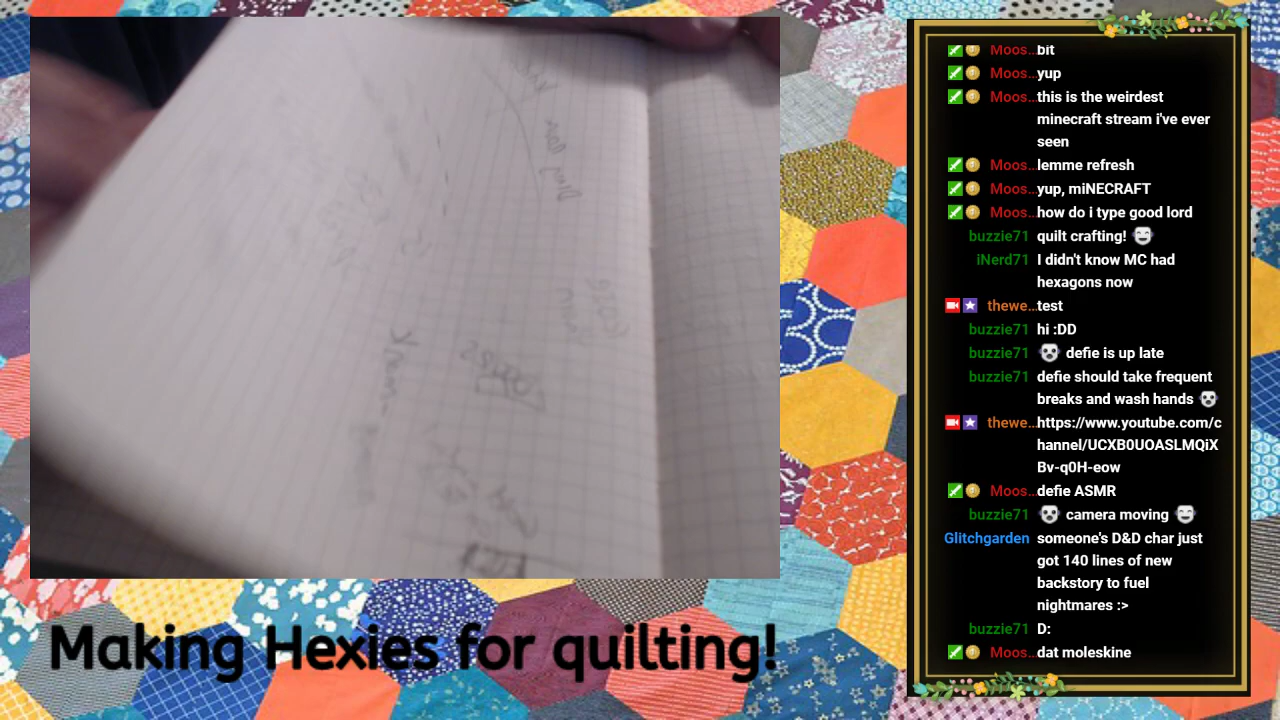 Moos… bit
Moos… yup
Moos… this is the weirdest
minecraft stream i've ever
seen
Moos… lemme refresh
Moos… yup, miNECRAFT
Moos… how do i type good lord
buzzie71 quilt crafting!
iNerd71 I didn't know MC had
hexagons now
thewe… test
buzzie71 hi :DD
buzzie71 defie is up late
buzzie71 defie should take frequent
breaks and wash hands
thewe… https://www.youtube.com/c
hannel/UCXB0UOASLMQiX
Bv-q0H-eow
Moos… defie ASMR
buzzie71 camera moving
Glitchgarden someone's D&D char just
got 140 lines of new
backstory to fuel
nightmares :>
buzzie71 D:
Moos… dat moleskine
Making Hexies for quilting!